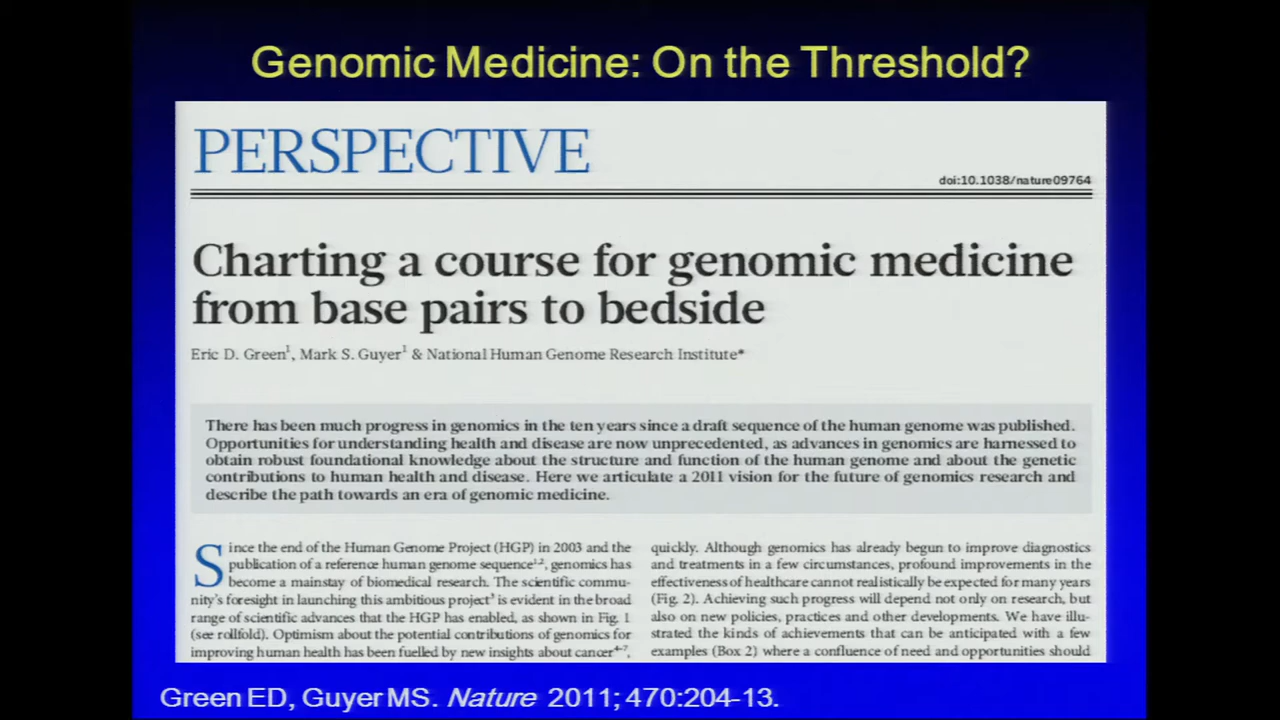 Genomic Medicine: On the Threshold?
PERSPECTIVE
doi:10.1038/nature09764
Charting a course for genomic medicine
from base pairs to bedside
Eric D. Green¹, Mark S. Guyer¹ & National Human Genome Research Institute*
There has been much progress in genomics in the ten years since a draft sequence of the human genome was published.
Opportunities for understanding health and disease are now unprecedented, as advances in genomics are harnessed to
obtain robust foundational knowledge about the structure and function of the human genome and about the genetic
contributions to human health and disease. Here we articulate a 2011 vision for the future of genomics research and
describe the path towards an era of genomic medicine.
Since the end of the Human Genome Project (HGP) in 2003 and the
publication of a reference human genome sequence¹,², genomics has
become a mainstay of biomedical research. The scientific commu-
nity's foresight in launching this ambitious project³ is evident in the broad
range of scientific advances that the HGP has enabled, as shown in Fig. 1
(see rollfold). Optimism about the potential contributions of genomics for
improving human health has been fuelled by new insights about cancer⁴⁻⁷,
quickly. Although genomics has already begun to improve diagnostics
and treatments in a few circumstances, profound improvements in the
effectiveness of healthcare cannot realistically be expected for many years
(Fig. 2). Achieving such progress will depend not only on research, but
also on new policies, practices and other developments. We have illu-
strated the kinds of achievements that can be anticipated with a few
examples (Box 2) where a confluence of need and opportunities should
Green ED, Guyer MS. Nature 2011; 470:204-13.